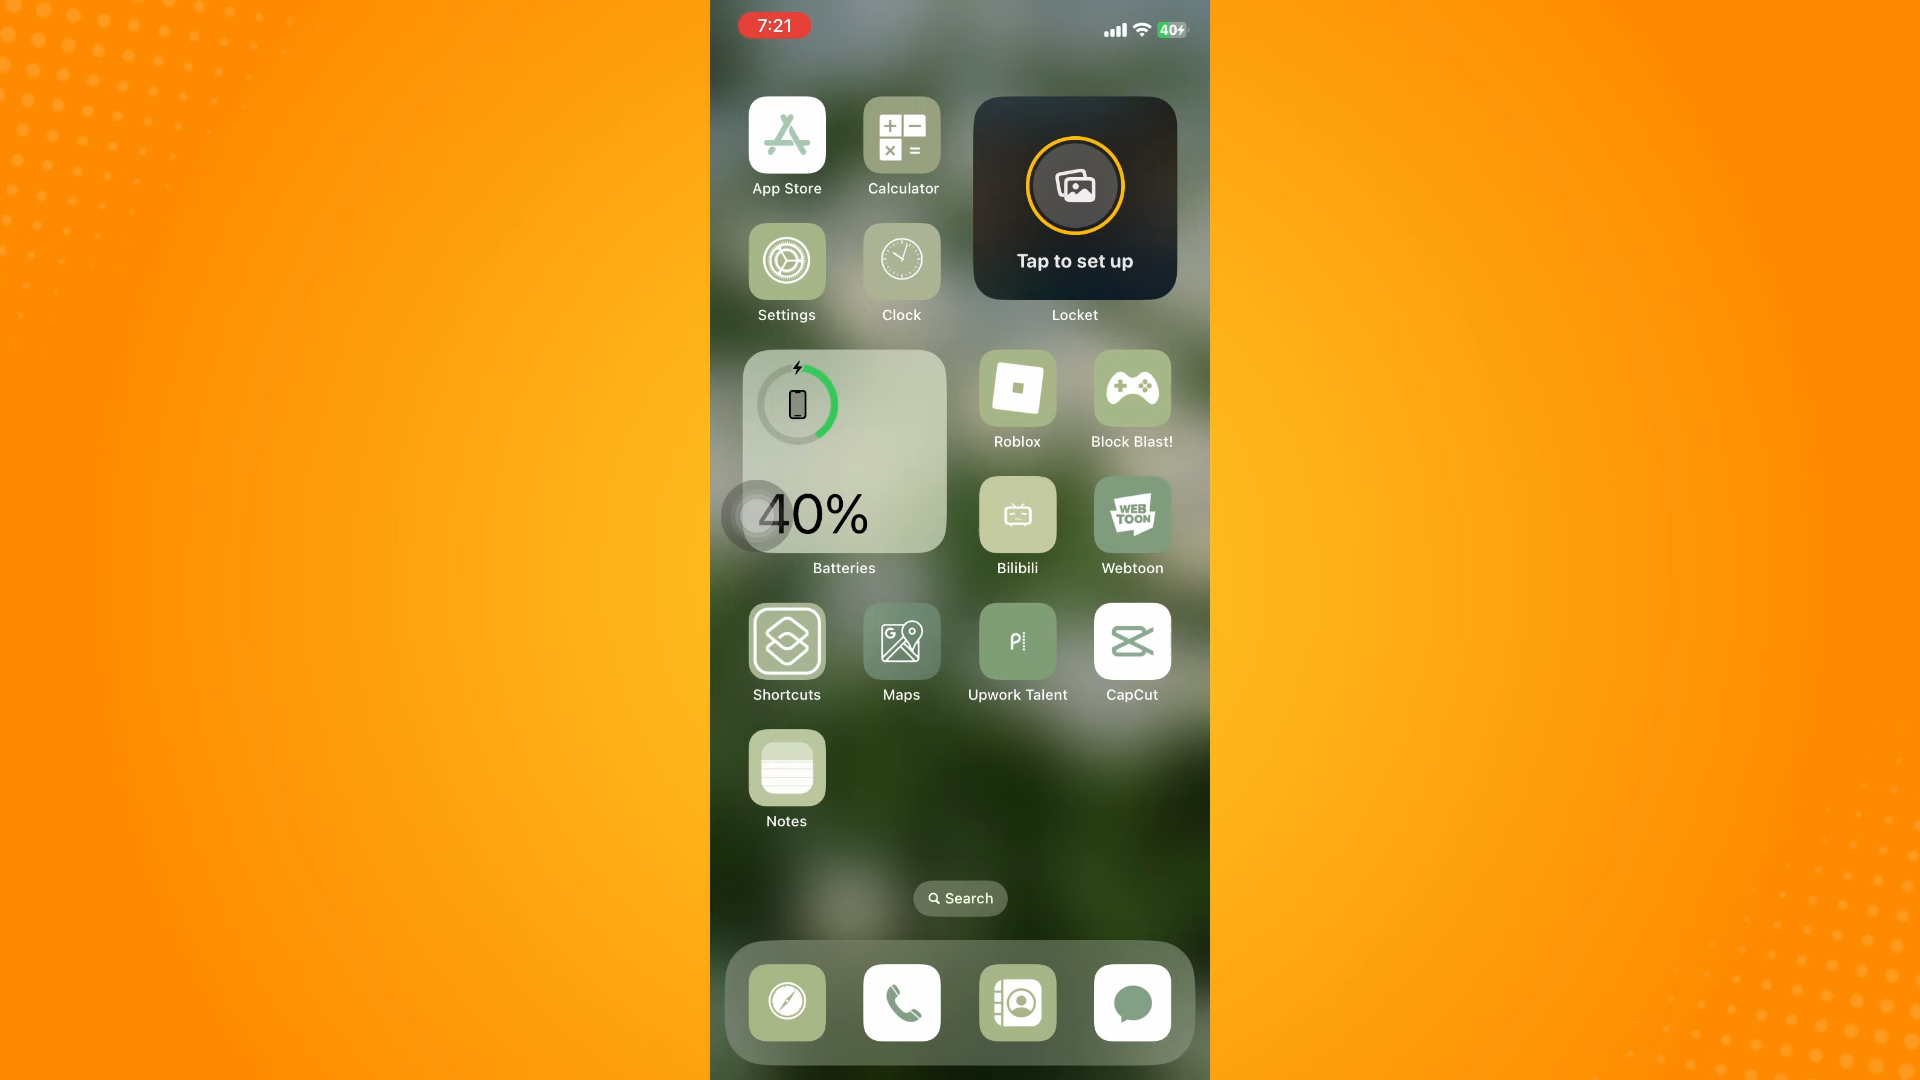 7:21
40
App Store
Calculator
Tap to set up
Settings
Clock
Locket
40%
Roblox
Block Blast!
WEB
TOON
Batteries
Bilibili
Webtoon
G
Shortcuts
Maps
Upwork Talent
CapCut
Notes
Search